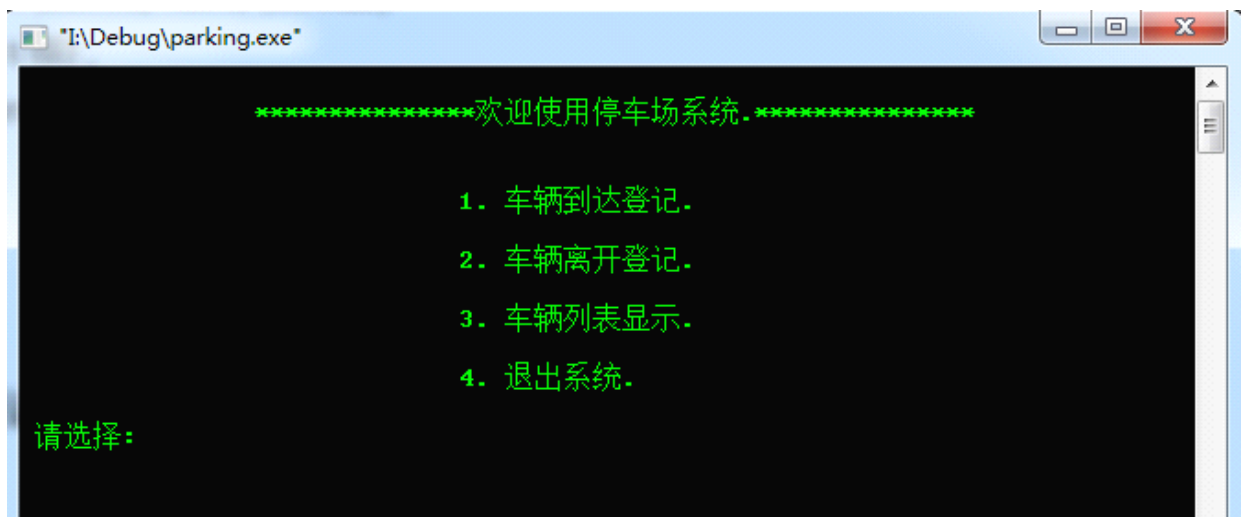 "I:\Debug\parking.exe"
***************欢迎使用停车场系统.***************
1. 车辆到达登记.
2. 车辆离开登记.
3. 车辆列表显示.
4. 退出系统.
请选择: